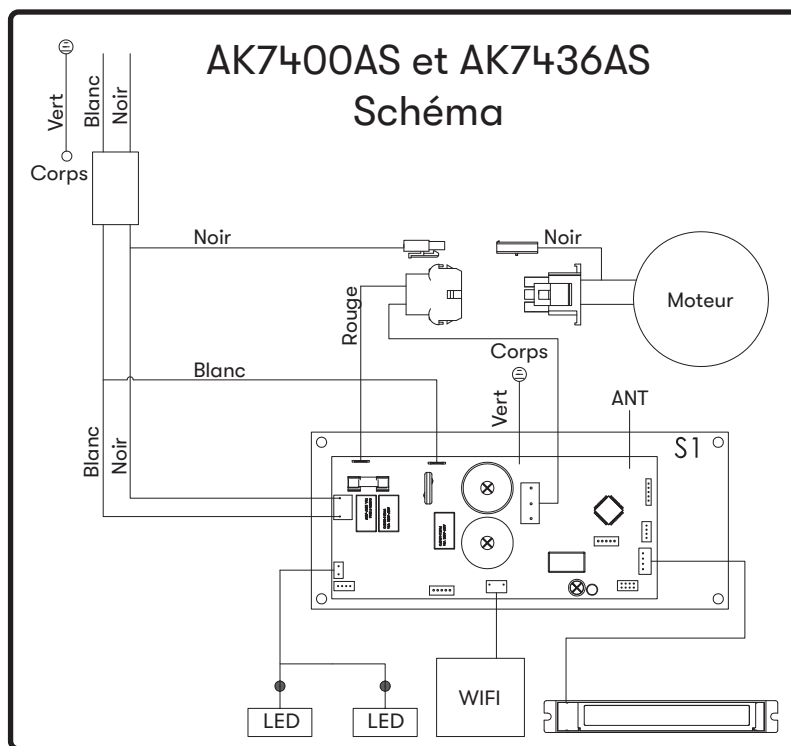 AK7400AS et AK7436AS
Schéma
Vert
Blanc
Noir
Corps
Noir
Noir
Moteur
Rouge
Corps
Blanc
Vert
ANT
Blanc
Noir
S1
LED
LED
WIFI